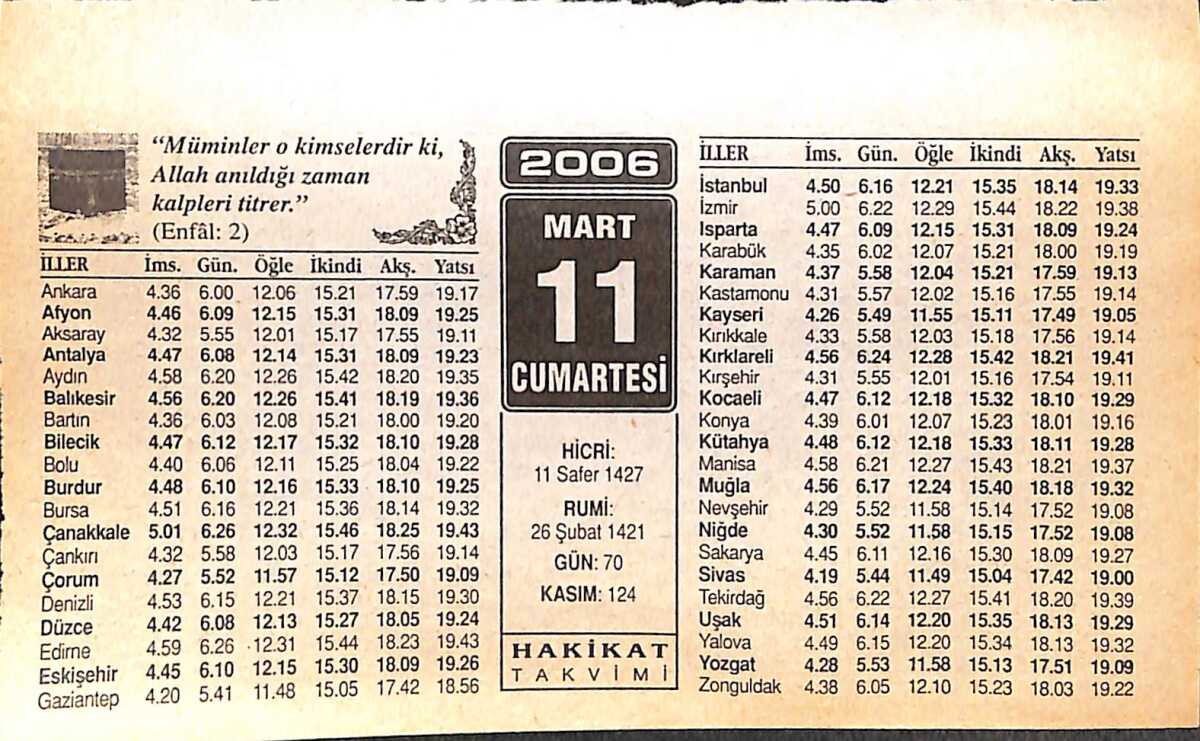 “Müminler o kimselerdir ki,
Allah anıldığı zaman
kalpleri titrer.”
(Enfâl: 2)
İLLER İms. Gün. Öğle İkindi Akş. Yatsı
Ankara 4.36 6.00 12.06 15.21 17.59 19.17
Afyon 4.46 6.09 12.15 15.31 18.09 19.25
Aksaray 4.32 5.55 12.01 15.17 17.55 19.11
Antalya 4.47 6.08 12.14 15.31 18.09 19.23
Aydın 4.58 6.20 12.26 15.42 18.20 19.35
Balıkesir 4.56 6.20 12.26 15.41 18.19 19.36
Bartın 4.36 6.03 12.08 15.21 18.00 19.20
Bilecik 4.47 6.12 12.17 15.32 18.10 19.28
Bolu 4.40 6.06 12.11 15.25 18.04 19.22
Burdur 4.48 6.10 12.16 15.33 18.10 19.25
Bursa 4.51 6.16 12.21 15.36 18.14 19.32
Çanakkale 5.01 6.26 12.32 15.46 18.25 19.43
Çankırı 4.32 5.58 12.03 15.17 17.56 19.14
Çorum 4.27 5.52 11.57 15.12 17.50 19.09
Denizli 4.53 6.15 12.21 15.37 18.15 19.30
Düzce 4.42 6.08 12.13 15.27 18.05 19.24
Edirne 4.59 6.26 12.31 15.44 18.23 19.43
Eskişehir 4.45 6.10 12.15 15.30 18.09 19.26
Gaziantep 4.20 5.41 11.48 15.05 17.42 18.56
2006
MART
11
CUMARTESİ
HİCRİ:
11 Safer 1427
RUMİ:
26 Şubat 1421
GÜN: 70
KASIM: 124
HAKİKAT
TAKVİMİ
İLLER İms. Gün. Öğle İkindi Akş. Yatsı
İstanbul 4.50 6.16 12.21 15.35 18.14 19.33
İzmir 5.00 6.22 12.29 15.44 18.22 19.38
Isparta 4.47 6.09 12.15 15.31 18.09 19.24
Karabük 4.35 6.02 12.07 15.21 18.00 19.19
Karaman 4.37 5.58 12.04 15.21 17.59 19.13
Kastamonu 4.31 5.57 12.02 15.16 17.55 19.14
Kayseri 4.26 5.49 11.55 15.11 17.49 19.05
Kırıkkale 4.33 5.58 12.03 15.18 17.56 19.14
Kırklareli 4.56 6.24 12.28 15.42 18.21 19.41
Kırşehir 4.31 5.55 12.01 15.16 17.54 19.11
Kocaeli 4.47 6.12 12.18 15.32 18.10 19.29
Konya 4.39 6.01 12.07 15.23 18.01 19.16
Kütahya 4.48 6.12 12.18 15.33 18.11 19.28
Manisa 4.58 6.21 12.27 15.43 18.21 19.37
Muğla 4.56 6.17 12.24 15.40 18.18 19.32
Nevşehir 4.29 5.52 11.58 15.14 17.52 19.08
Niğde 4.30 5.52 11.58 15.15 17.52 19.08
Sakarya 4.45 6.11 12.16 15.30 18.09 19.27
Sivas 4.19 5.44 11.49 15.04 17.42 19.00
Tekirdağ 4.56 6.22 12.27 15.41 18.20 19.39
Uşak 4.51 6.14 12.20 15.35 18.13 19.29
Yalova 4.49 6.15 12.20 15.34 18.13 19.32
Yozgat 4.28 5.53 11.58 15.13 17.51 19.09
Zonguldak 4.38 6.05 12.10 15.23 18.03 19.22